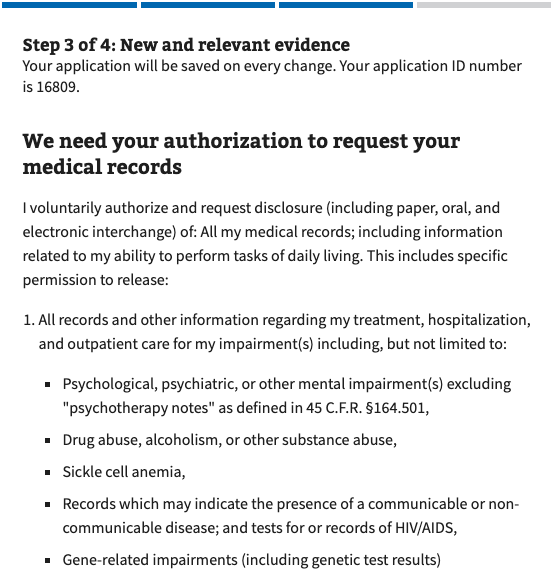 Step 3 of 4: New and relevant evidence
Your application will be saved on every change. Your application ID number
is 16809.
We need your authorization to request your
medical records
I voluntarily authorize and request disclosure (including paper, oral, and
electronic interchange) of: All my medical records; including information
related to my ability to perform tasks of daily living. This includes specific
permission to release:
1. All records and other information regarding my treatment, hospitalization,
and outpatient care for my impairment(s) including, but not limited to:
▪ Psychological, psychiatric, or other mental impairment(s) excluding
"psychotherapy notes" as defined in 45 C.F.R. §164.501,
▪ Drug abuse, alcoholism, or other substance abuse,
▪ Sickle cell anemia,
▪ Records which may indicate the presence of a communicable or non-
communicable disease; and tests for or records of HIV/AIDS,
▪ Gene-related impairments (including genetic test results)